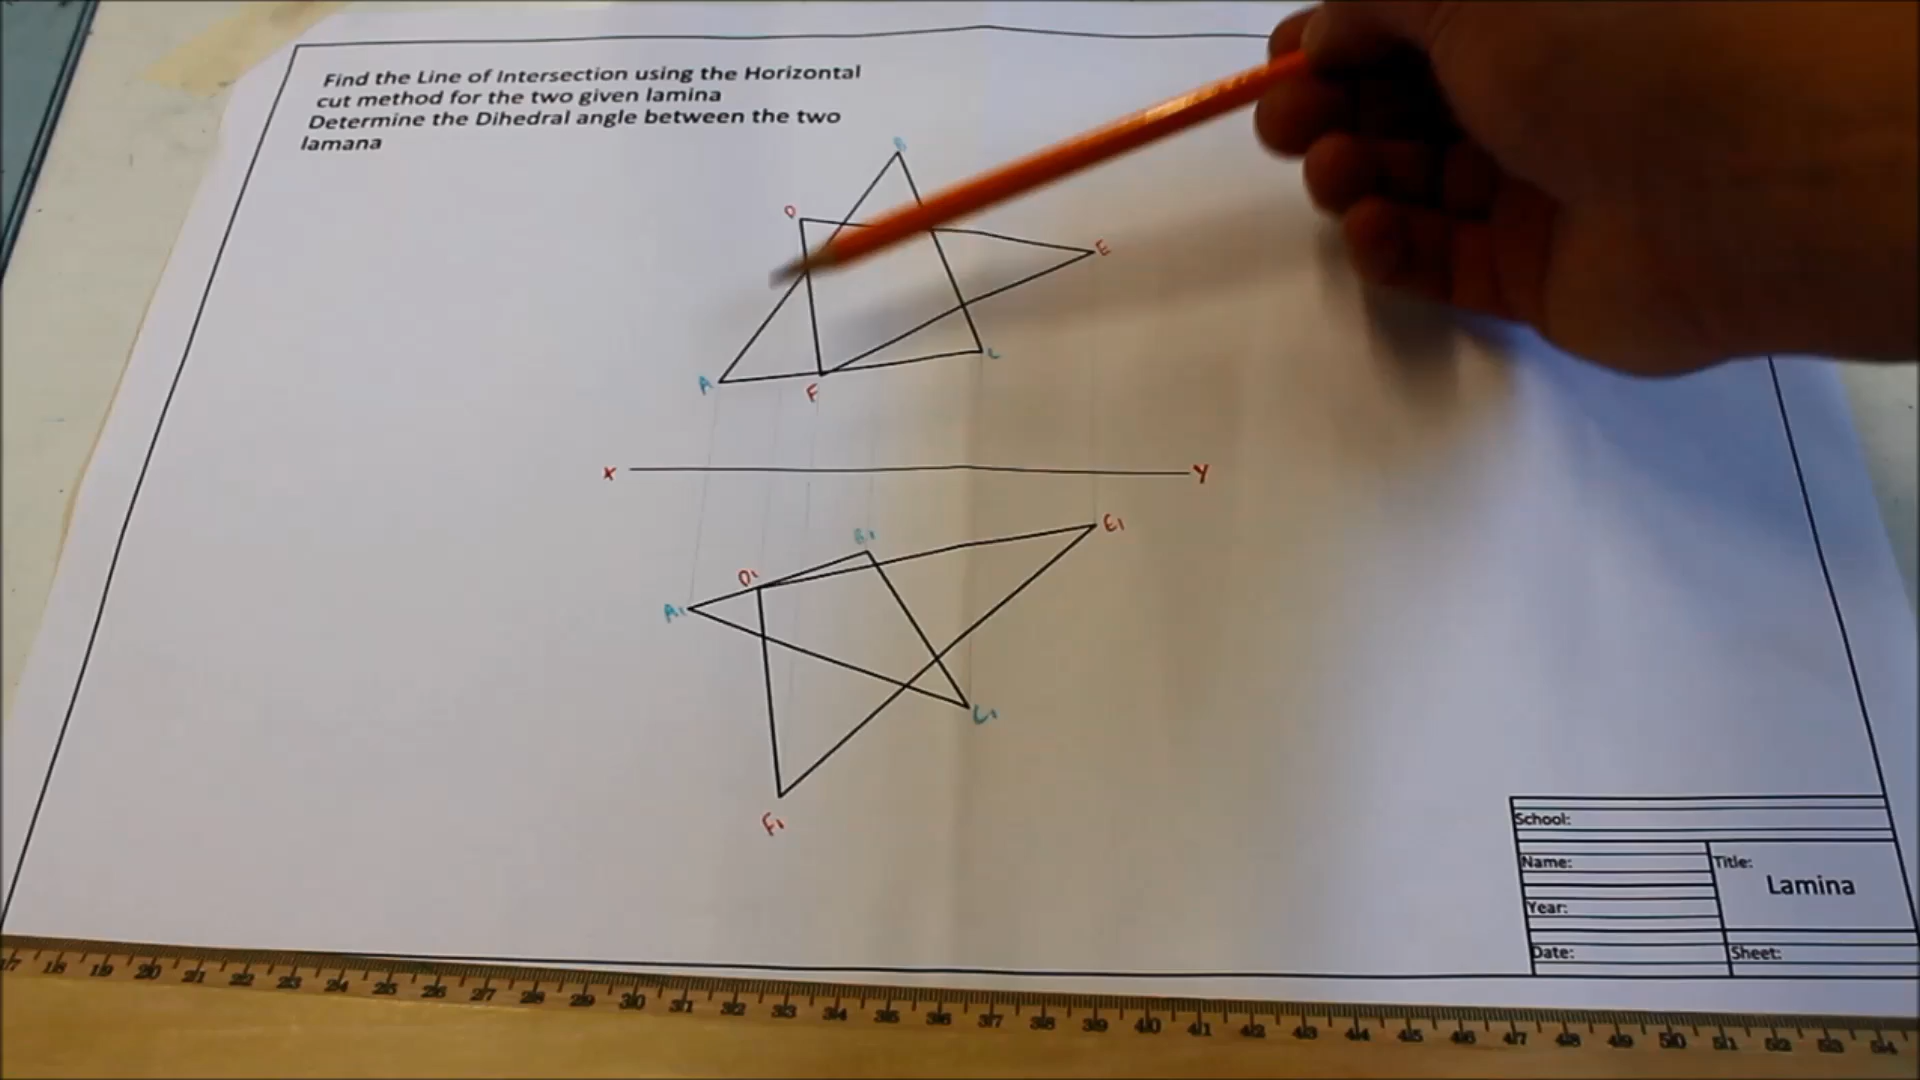 Find the Line of Intersection using the Horizontal
cut method for the two given lamina
Determine the Dihedral angle between the two
lamana
B
D
E
A
F
C
X
Y
B1
E1
D1
A1
C1
F1
School:
Name:
Title:
Lamina
Year:
Date:
Sheet:
17 18 19 20 21 22 23 24 25 26 27 28 29 30 31 32 33 34 35 36 37 38 39 40 41 42 43 44 45 46 47 48 49 50 51 52 53 54